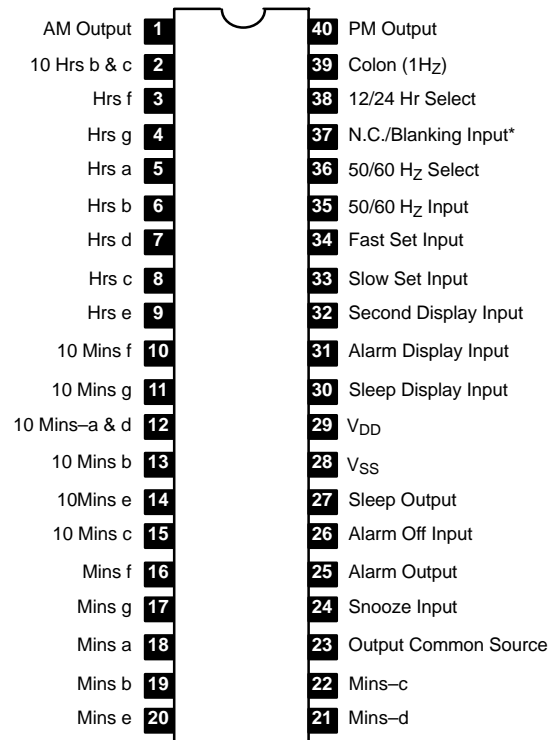 AM Output 1 40 PM Output
10 Hrs b & c 2 39 Colon (1HZ)
Hrs f 3 38 12/24 Hr Select
Hrs g 4 37 N.C./Blanking Input*
Hrs a 5 36 50/60 HZ Select
Hrs b 6 35 50/60 HZ Input
Hrs d 7 34 Fast Set Input
Hrs c 8 33 Slow Set Input
Hrs e 9 32 Second Display Input
10 Mins f 10 31 Alarm Display Input
10 Mins g 11 30 Sleep Display Input
10 Mins–a & d 12 29 VDD
10 Mins b 13 28 VSS
10Mins e 14 27 Sleep Output
10 Mins c 15 26 Alarm Off Input
Mins f 16 25 Alarm Output
Mins g 17 24 Snooze Input
Mins a 18 23 Output Common Source
Mins b 19 22 Mins–c
Mins e 20 21 Mins–d